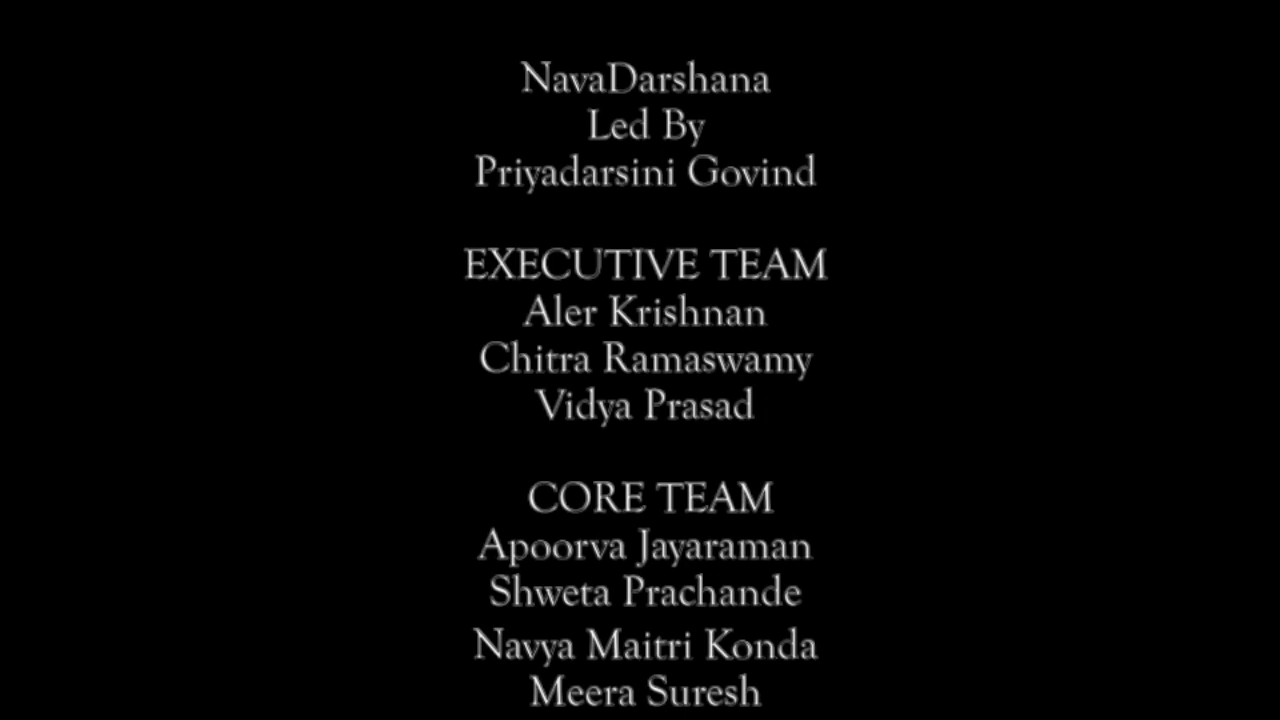 NavaDarshana
Led By
Priyadarsini Govind
EXECUTIVE TEAM
Aler Krishnan
Chitra Ramaswamy
Vidya Prasad
CORE TEAM
Apoorva Jayaraman
Shweta Prachande
Navya Maitri Konda
Meera Suresh